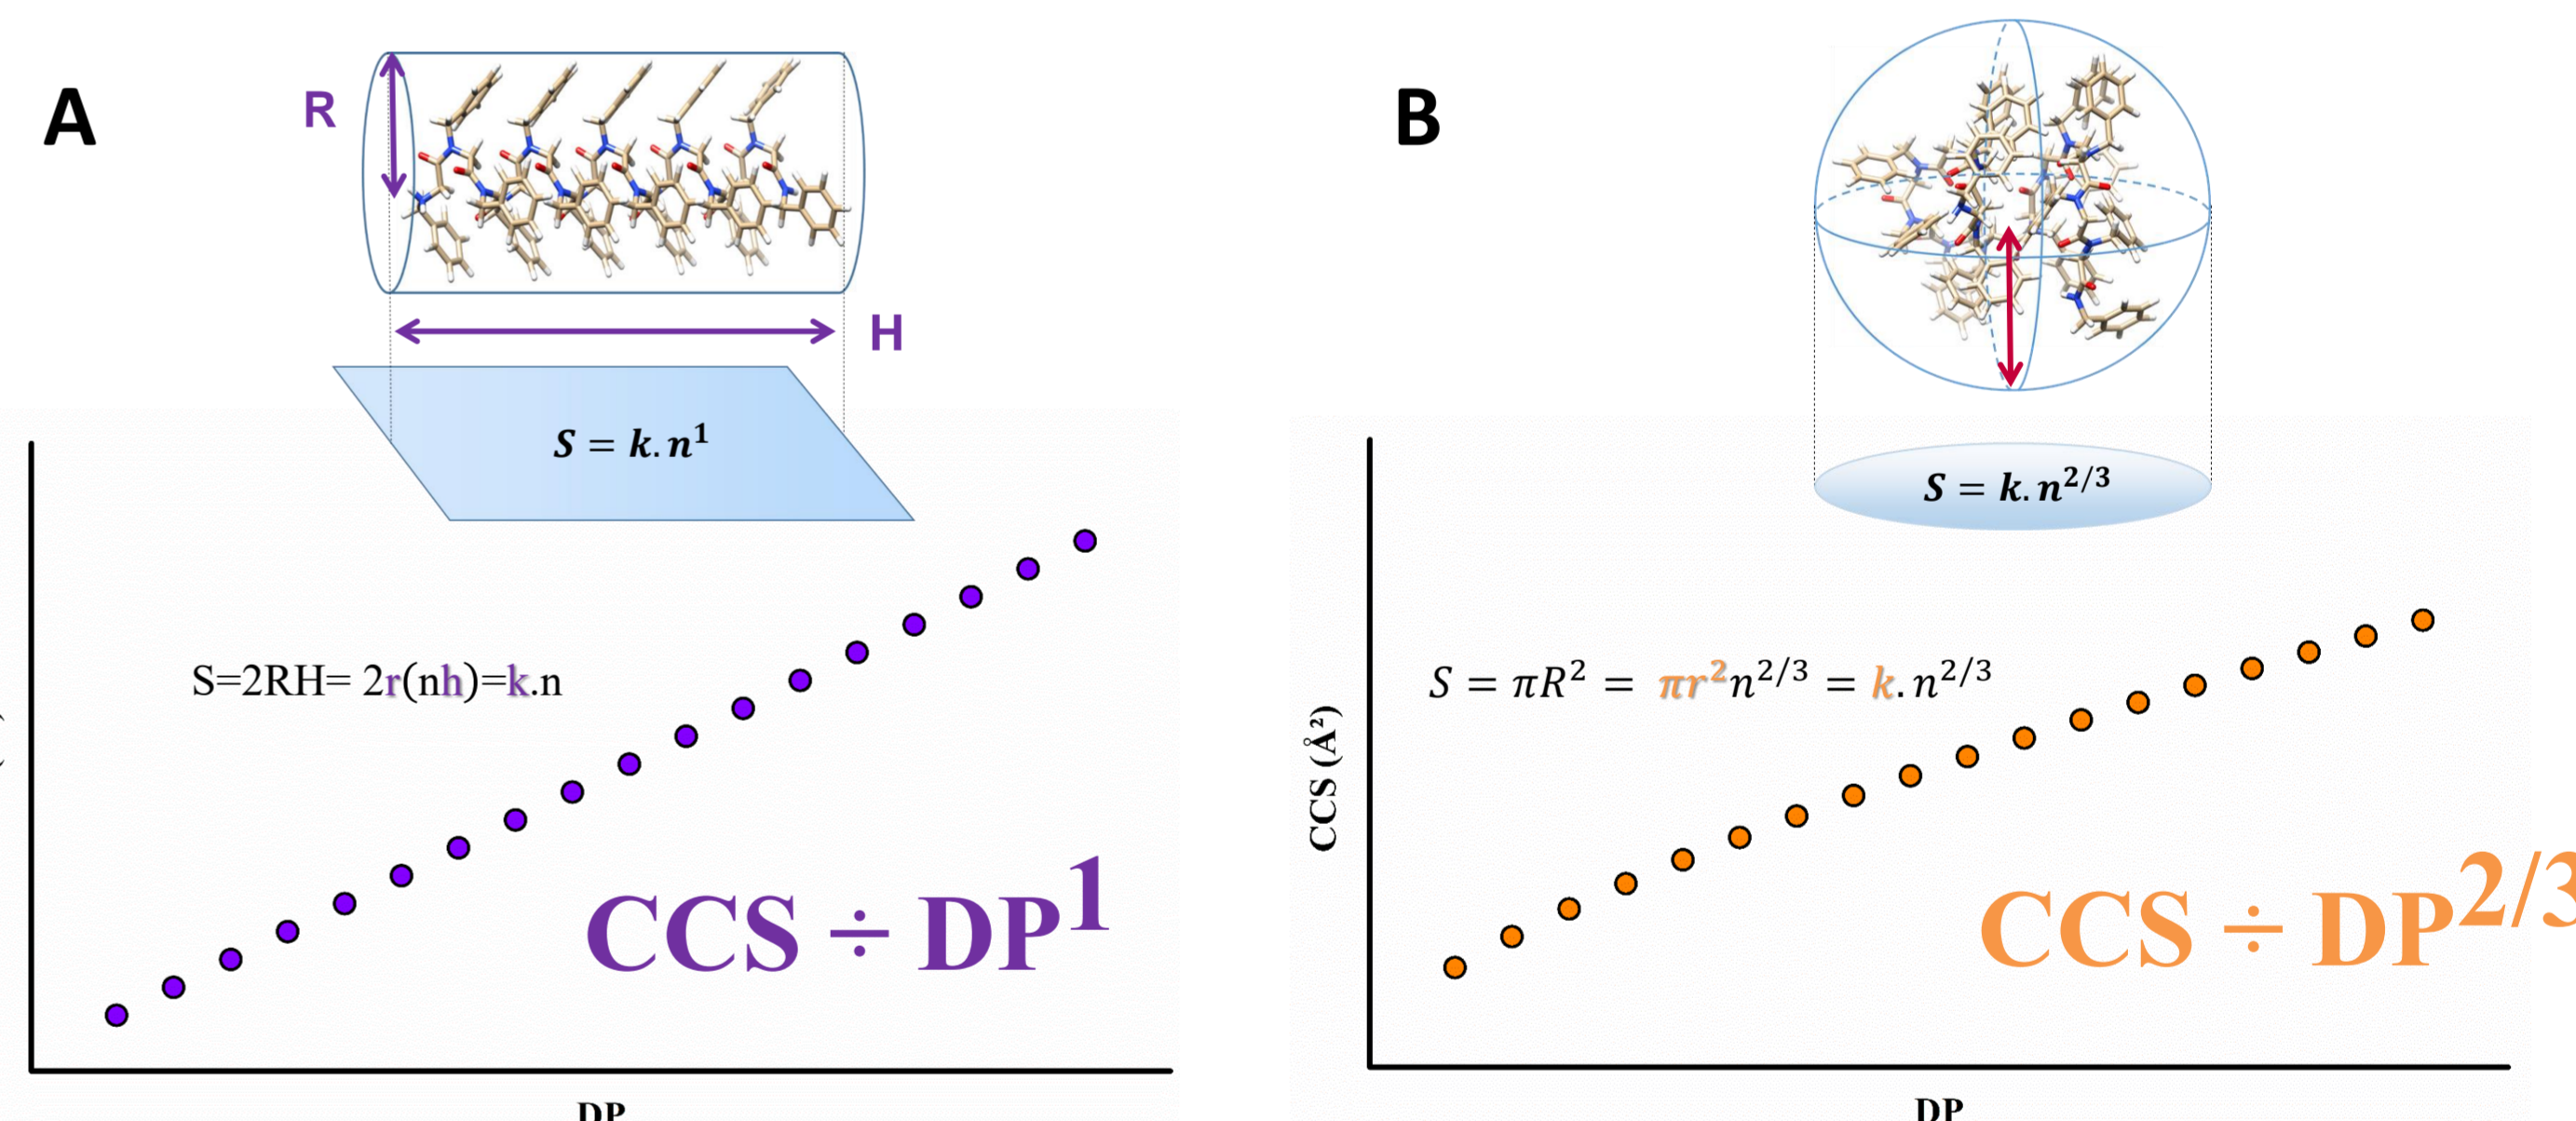 A
R
H
S = k.n¹
S=2RH= 2r(nh)=k.n
CCS ÷ DP¹
DP
B
S = k.n²/³
S = πR² = πr²n²/³ = k.n²/³
CCS (Å²)
CCS ÷ DP²/³
DP